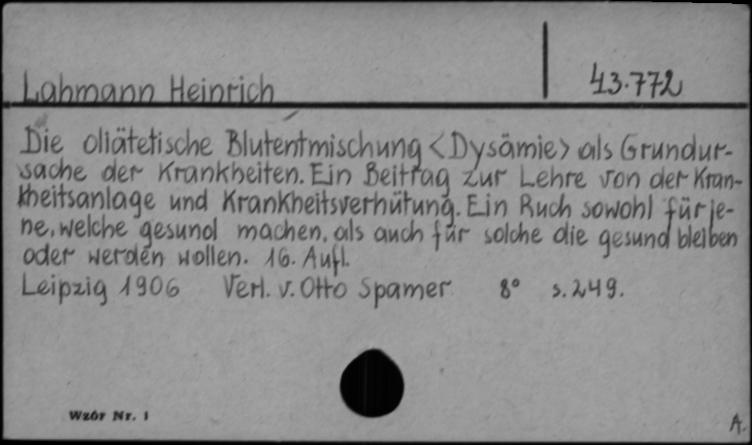 Lahmann Heinrich
43.772
Die diätetische Blutentmischung <Dysämie> als Grundur-
sache der Krankheiten. Ein Beitrag zur Lehre von der Kran-
kheitsanlage und Krankheitsverhütung. Ein Ruch sowohl für je-
ne, welche gesund machen, als auch für solche die gesund bleiben
oder werden wollen. 16. Aufl.
Leipzig 1906 Verl. v. Otto Spamer 8° s. 249.
Wzór Nr. 1
A.